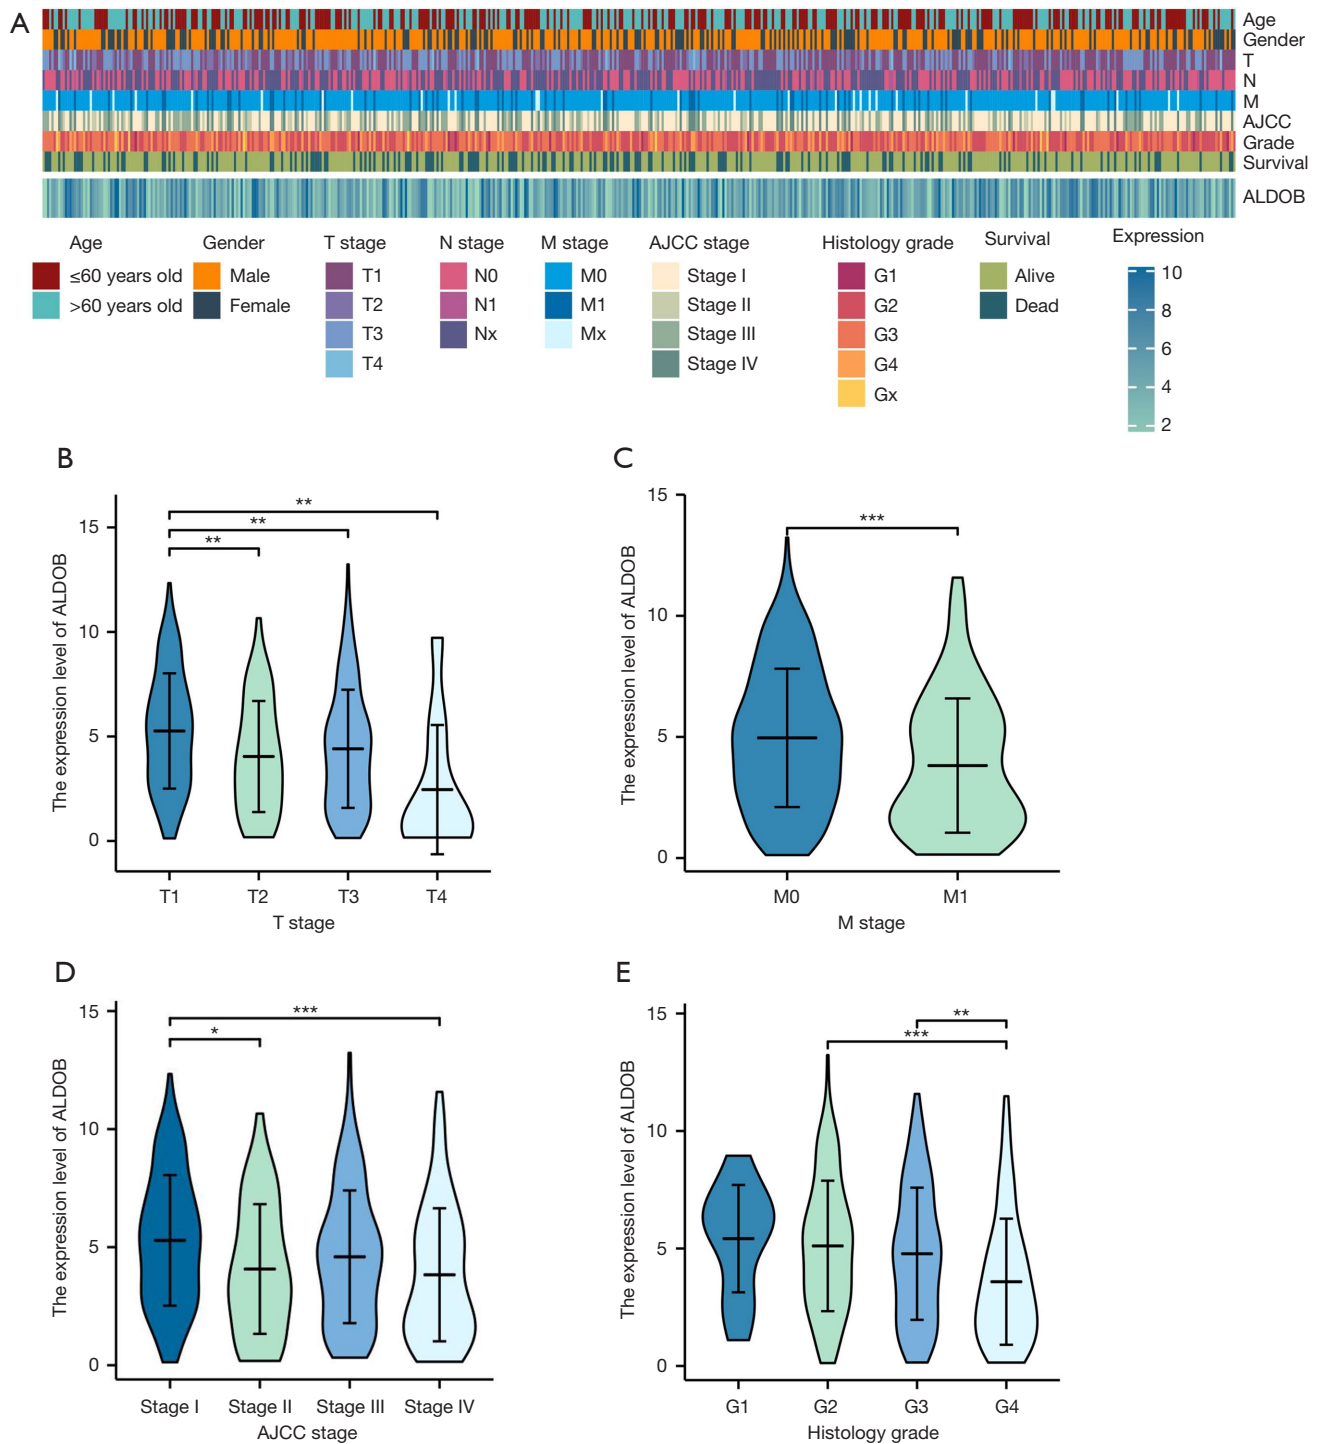 A
Age
Gender
T
N
M
AJCC
Grade
Survival
ALDOB
Age
≤60 years old
>60 years old
Gender
Male
Female
T stage
T1
T2
T3
T4
N stage
N0
N1
Nx
M stage
M0
M1
Mx
AJCC stage
Stage I
Stage II
Stage III
Stage IV
Histology grade
G1
G2
G3
G4
Gx
Survival
Alive
Dead
Expression
10
8
6
4
2
B
The expression level of ALDOB
15
10
5
0
**
**
**
T1 T2 T3 T4
T stage
C
The expression level of ALDOB
15
10
5
0
***
M0 M1
M stage
D
The expression level of ALDOB
15
10
5
0
***
*
Stage I Stage II Stage III Stage IV
AJCC stage
E
The expression level of ALDOB
15
10
5
0
**
***
G1 G2 G3 G4
Histology grade